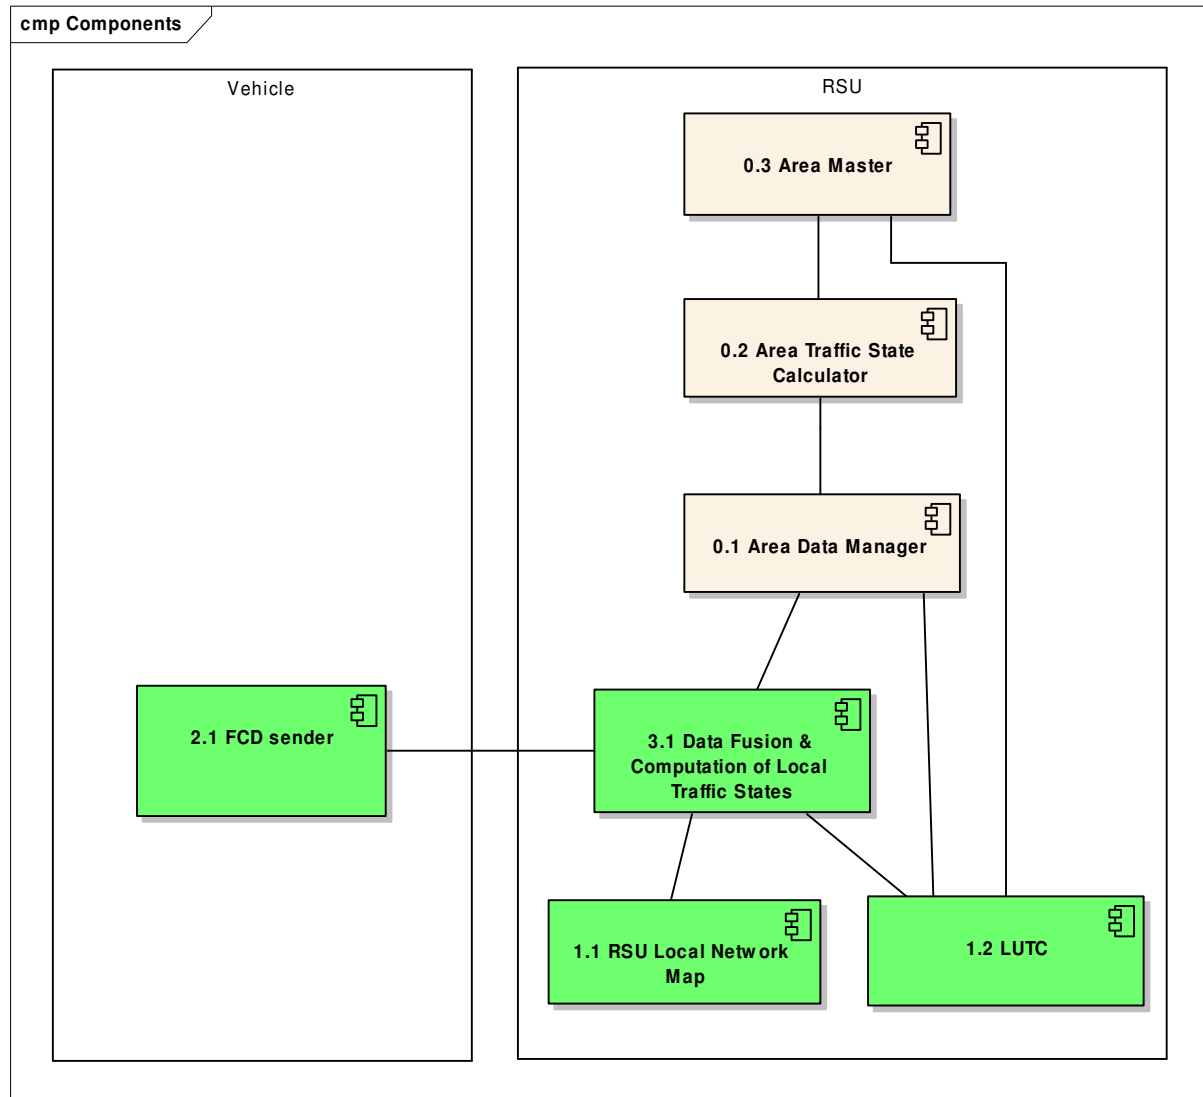 cmp Components
Vehicle
RSU
0.3 Area Master
0.2 Area Traffic State
Calculator
0.1 Area Data Manager
2.1 FCD sender
3.1 Data Fusion &
Computation of Local
Traffic States
1.1 RSU Local Network
Map
1.2 LUTC